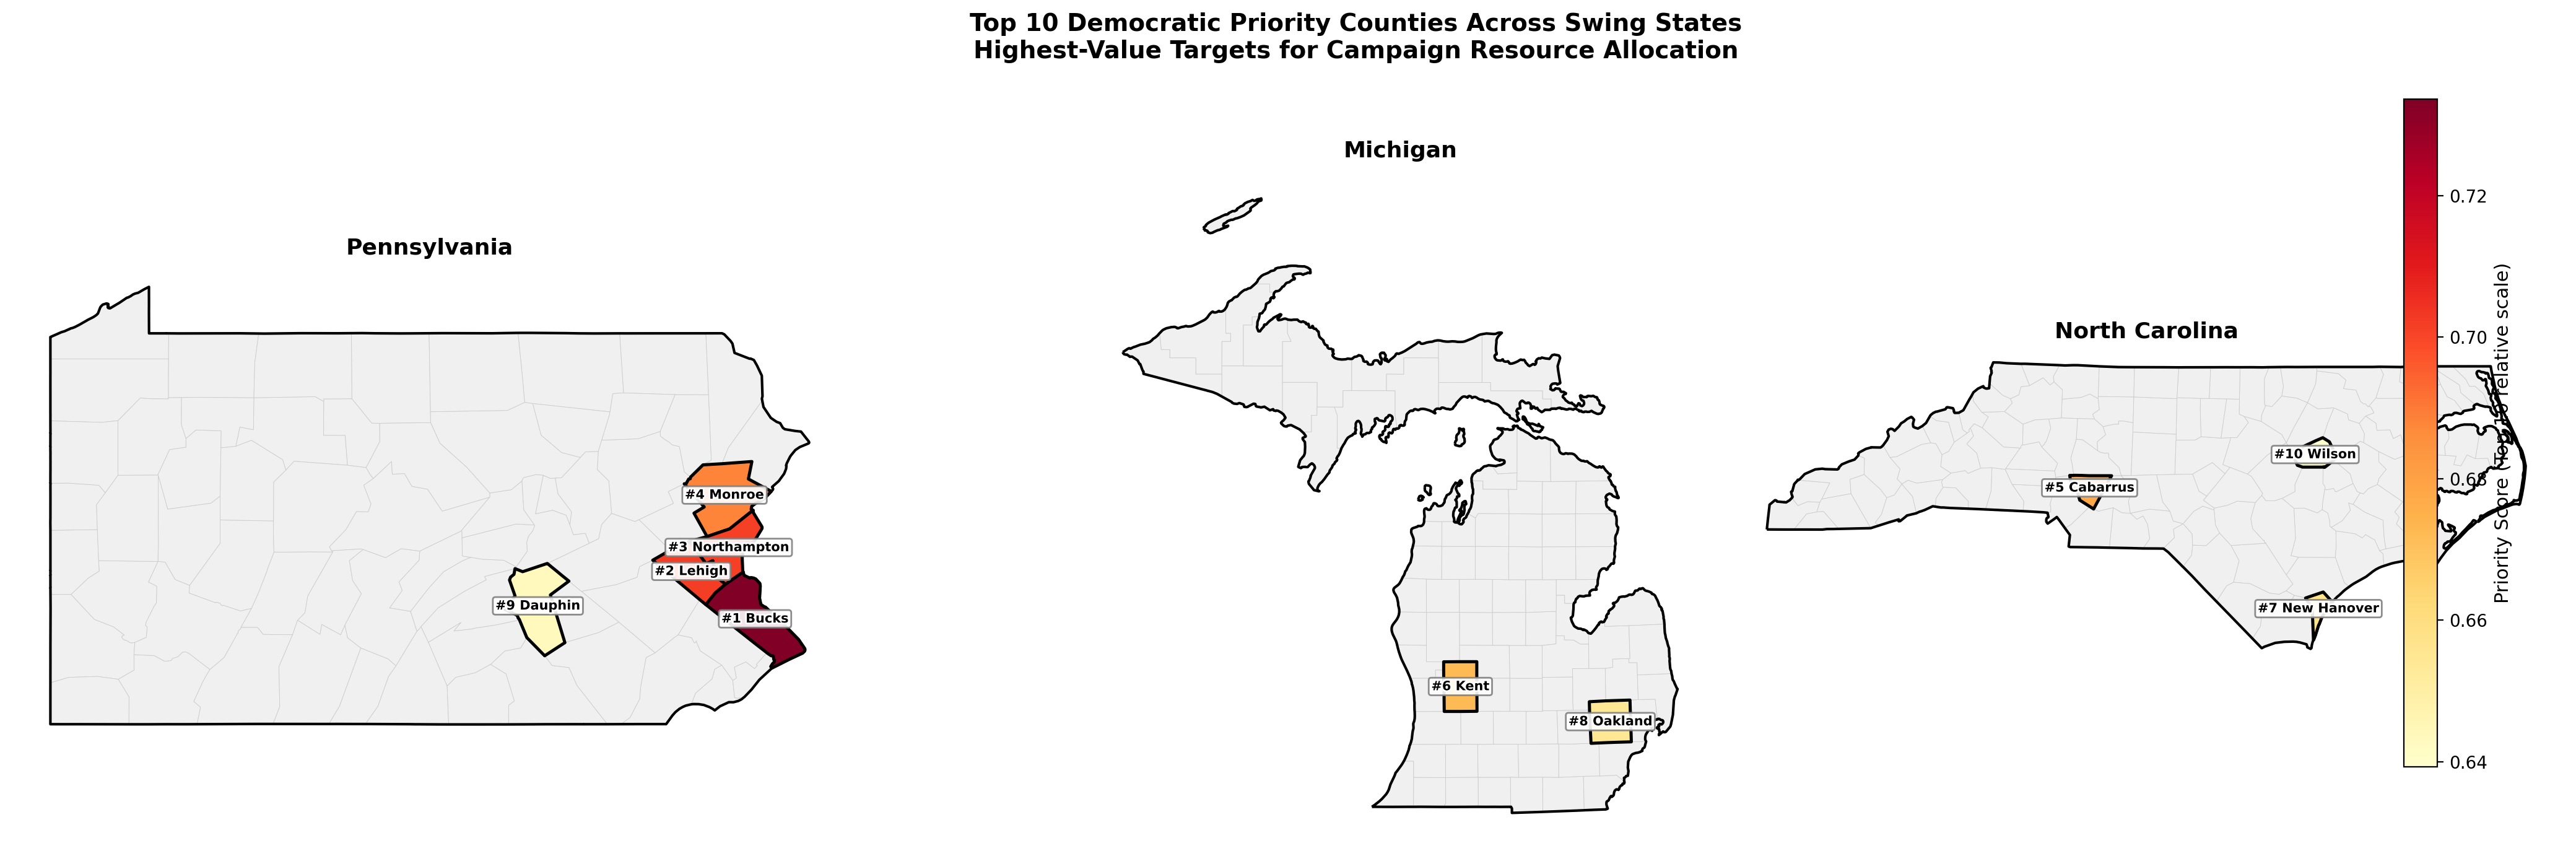 Top 10 Democratic Priority Counties Across Swing States
Highest-Value Targets for Campaign Resource Allocation
Pennsylvania
#4 Monroe
#3 Northampton
#2 Lehigh
#9 Dauphin
#1 Bucks
Michigan
#6 Kent
#8 Oakland
North Carolina
#10 Wilson
#5 Cabarrus
#7 New Hanover
0.72
0.70
0.68
0.66
0.64
Priority Score (Top 10 relative scale)